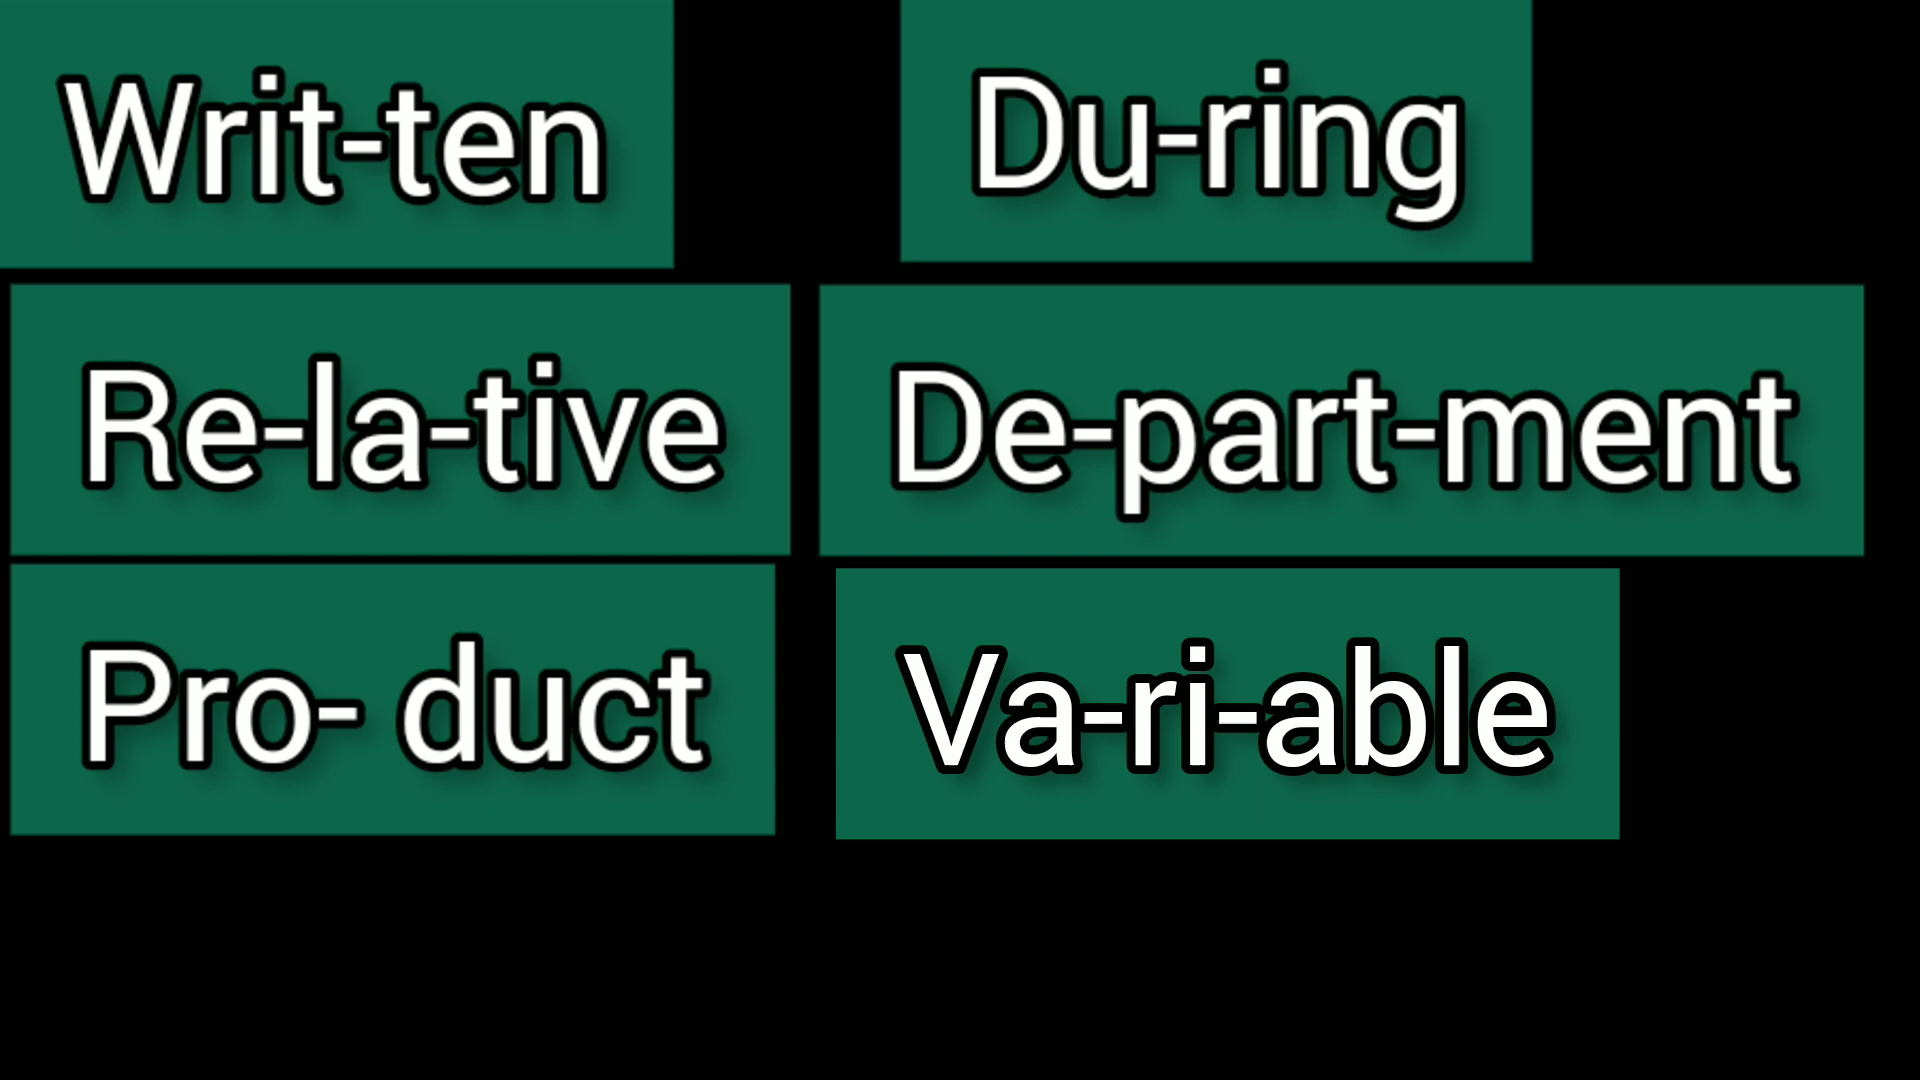 Writ-ten
Du-ring
Re-la-tive
De-part-ment
Pro- duct
Va-ri-able